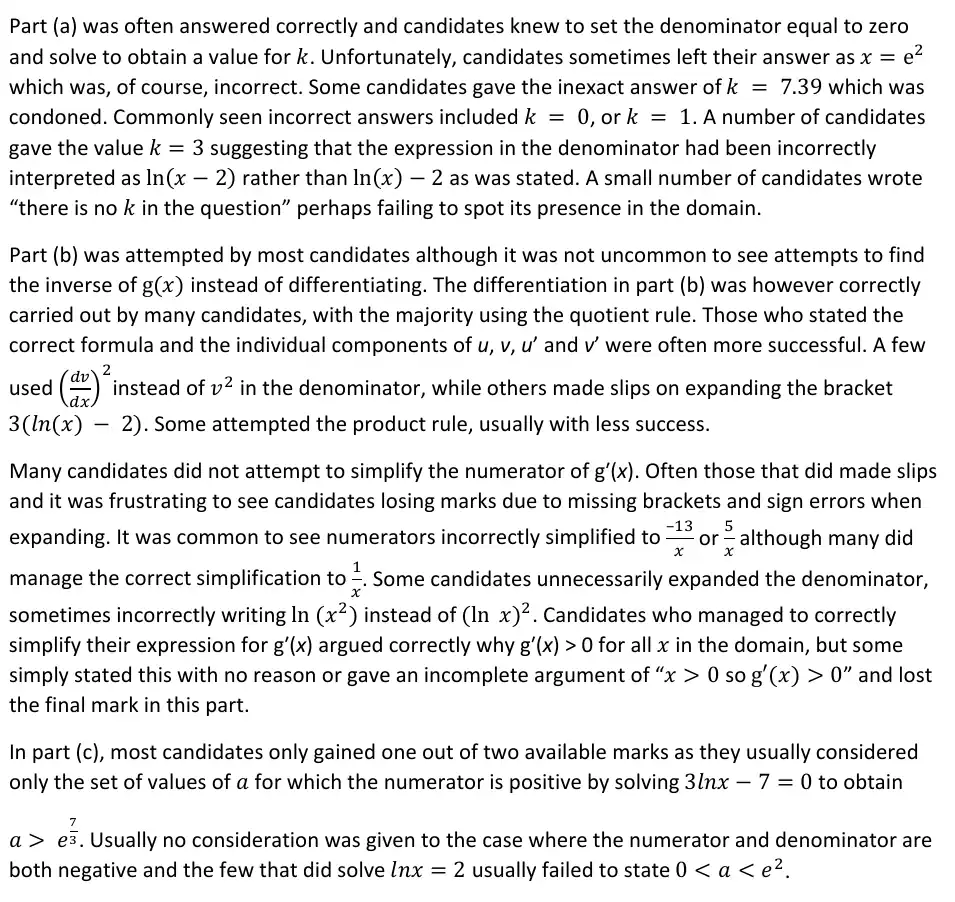 Part (a) was often answered correctly and candidates knew to set the denominator equal to zero
and solve to obtain a value for k. Unfortunately, candidates sometimes left their answer as x = e²
which was, of course, incorrect. Some candidates gave the inexact answer of k = 7.39 which was
condoned. Commonly seen incorrect answers included k = 0, or k = 1. A number of candidates
gave the value k = 3 suggesting that the expression in the denominator had been incorrectly
interpreted as ln(x − 2) rather than ln(x) − 2 as was stated. A small number of candidates wrote
“there is no k in the question” perhaps failing to spot its presence in the domain.
Part (b) was attempted by most candidates although it was not uncommon to see attempts to find
the inverse of g(x) instead of differentiating. The differentiation in part (b) was however correctly
carried out by many candidates, with the majority using the quotient rule. Those who stated the
correct formula and the individual components of u, v, u’ and v’ were often more successful. A few
used (dv/dx)² instead of v² in the denominator, while others made slips on expanding the bracket
3(ln(x) − 2). Some attempted the product rule, usually with less success.
Many candidates did not attempt to simplify the numerator of g’(x). Often those that did made slips
and it was frustrating to see candidates losing marks due to missing brackets and sign errors when
expanding. It was common to see numerators incorrectly simplified to −13/x or 5/x although many did
manage the correct simplification to 1/x. Some candidates unnecessarily expanded the denominator,
sometimes incorrectly writing ln (x²) instead of (ln x)². Candidates who managed to correctly
simplify their expression for g’(x) argued correctly why g’(x) > 0 for all x in the domain, but some
simply stated this with no reason or gave an incomplete argument of “x > 0 so g′(x) > 0” and lost
the final mark in this part.
In part (c), most candidates only gained one out of two available marks as they usually considered
only the set of values of a for which the numerator is positive by solving 3lnx − 7 = 0 to obtain
a > e^(7/3). Usually no consideration was given to the case where the numerator and denominator are
both negative and the few that did solve lnx = 2 usually failed to state 0 < a < e².